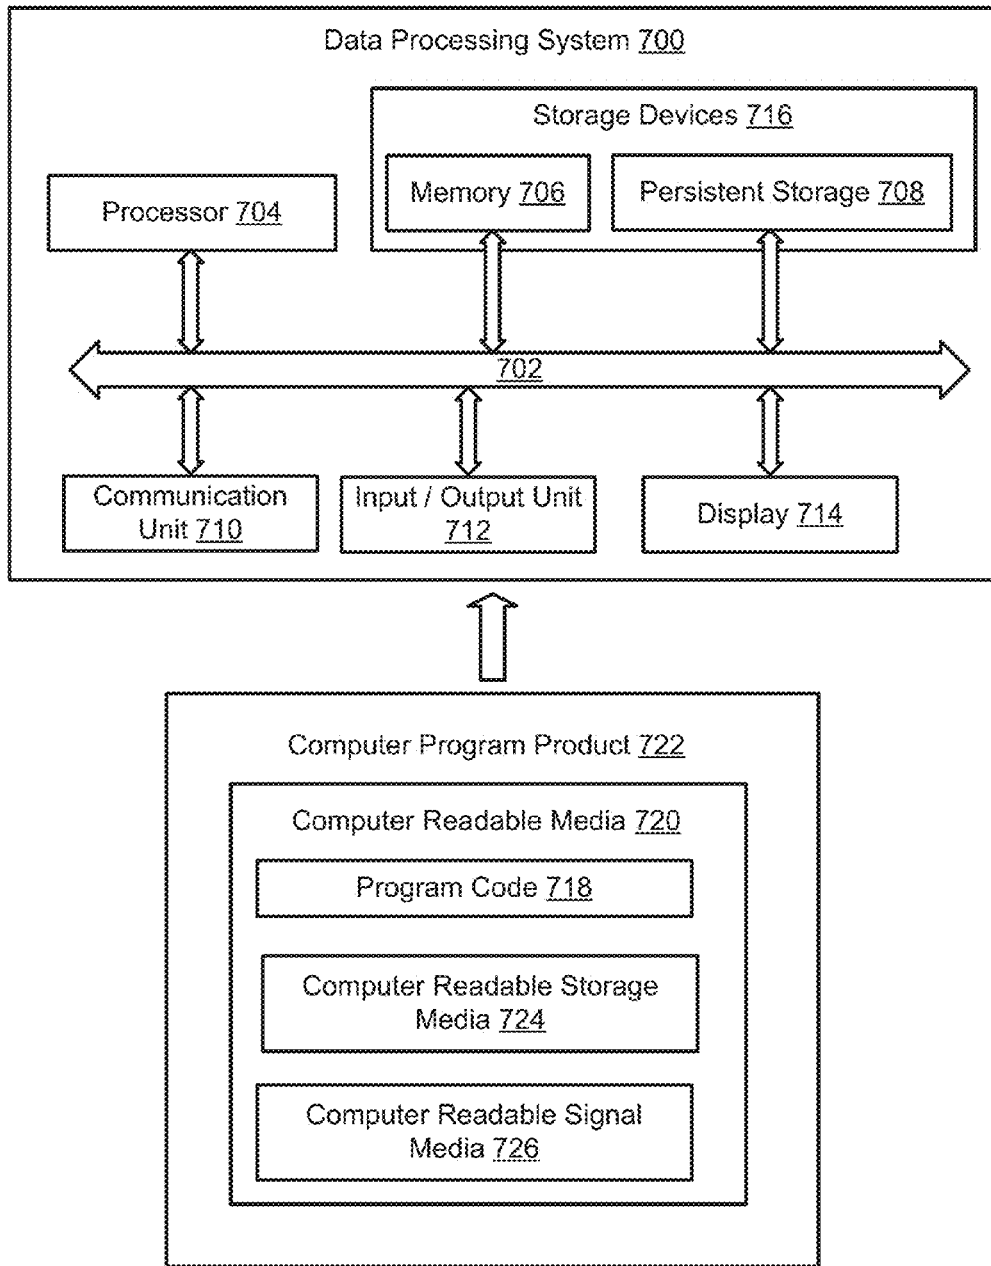 Data Processing System 700
Storage Devices 716
Memory 706
Persistent Storage 708
Processor 704
702
Communication
Unit 710
Input / Output Unit
712
Display 714
Computer Program Product 722
Computer Readable Media 720
Program Code 718
Computer Readable Storage
Media 724
Computer Readable Signal
Media 726